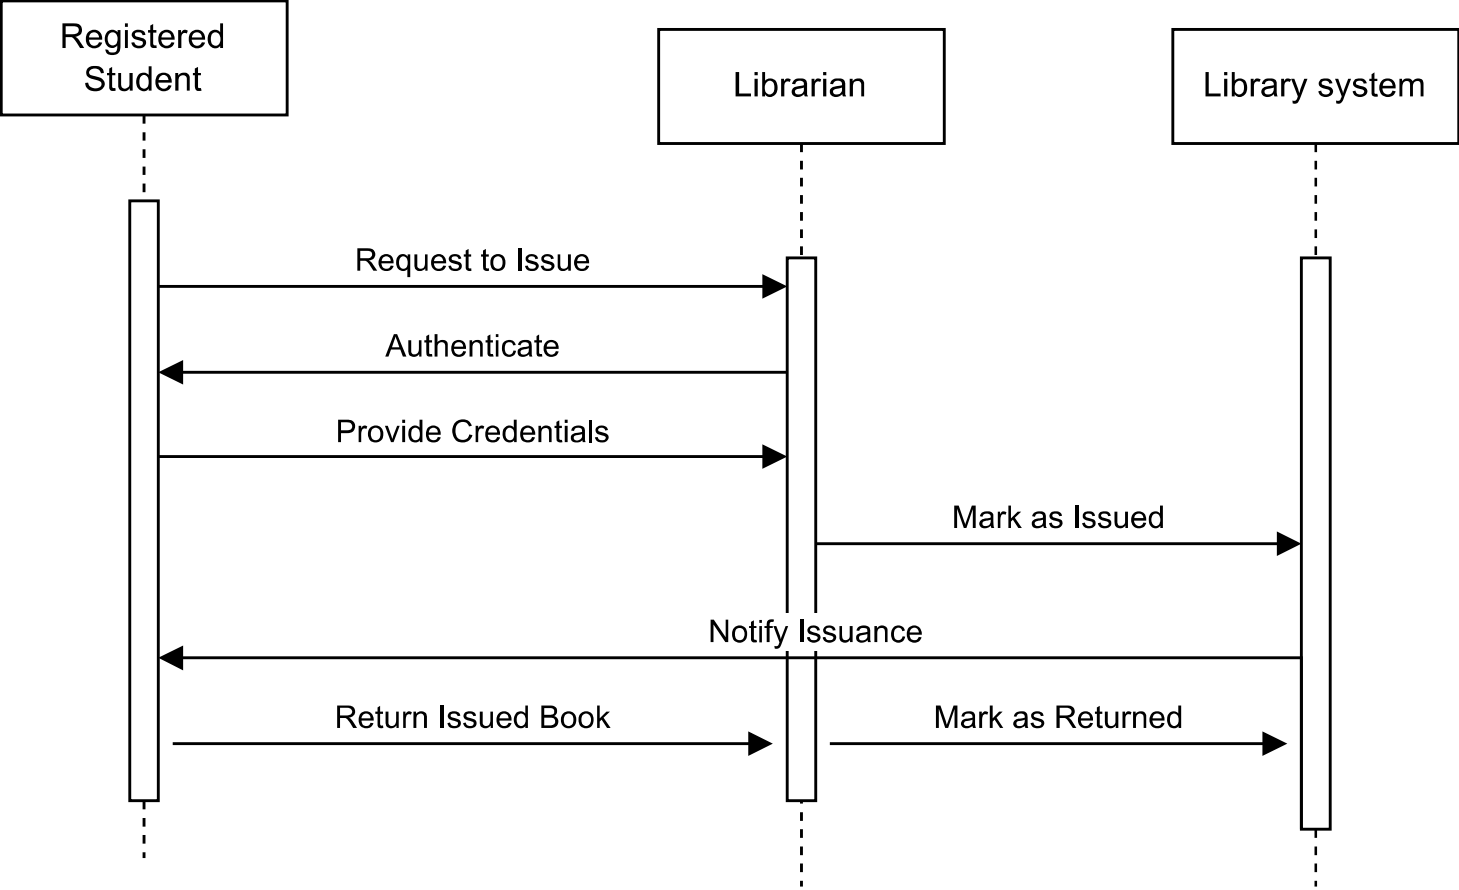 Registered
Student
Librarian
Library system
Request to Issue
Authenticate
Provide Credentials
Mark as Issued
Notify Issuance
Return Issued Book
Mark as Returned